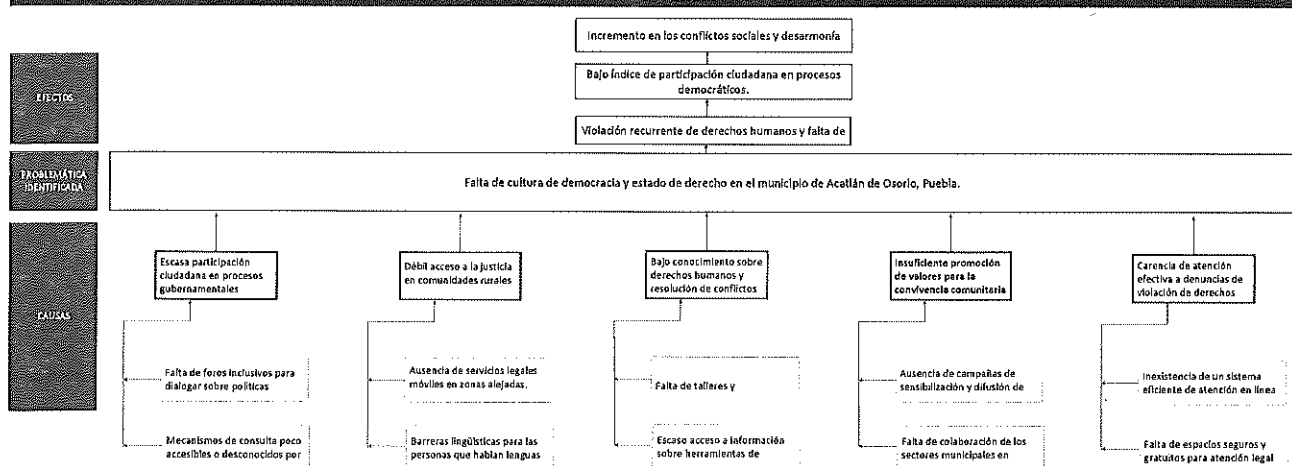 Incremento en los conflictos sociales y desarmonía
EFECTOS
Bajo índice de participación ciudadana en procesos
democráticos.
Violación recurrente de derechos humanos y falta de
PROBLEMÁTICA
IDENTIFICADA
Falta de cultura de democracia y estado de derecho en el municipio de Acatlán de Osorio, Puebla.
CAUSAS
Escasa participación
ciudadana en procesos
gubernamentales
Débil acceso a la justicia
en comunidades rurales
Bajo conocimiento sobre
derechos humanos y
resolución de conflictos
Insuficiente promoción
de valores para la
convivencia comunitaria
Carencia de atención
efectiva a denuncias de
violación de derechos
Falta de foros inclusivos para
dialogar sobre políticas
Ausencia de servicios legales
móviles en zonas alejadas.
Falta de talleres y
Ausencia de campañas de
sensibilización y difusión de
Inexistencia de un sistema
eficiente de atención en línea
Mecanismos de consulta poco
accesibles o desconocidos por
Barreras lingüísticas para las
personas que hablan lenguas
Escaso acceso a información
sobre herramientas de
Falta de colaboración de los
sectores municipales en
Falta de espacios seguros y
gratuitos para atención legal